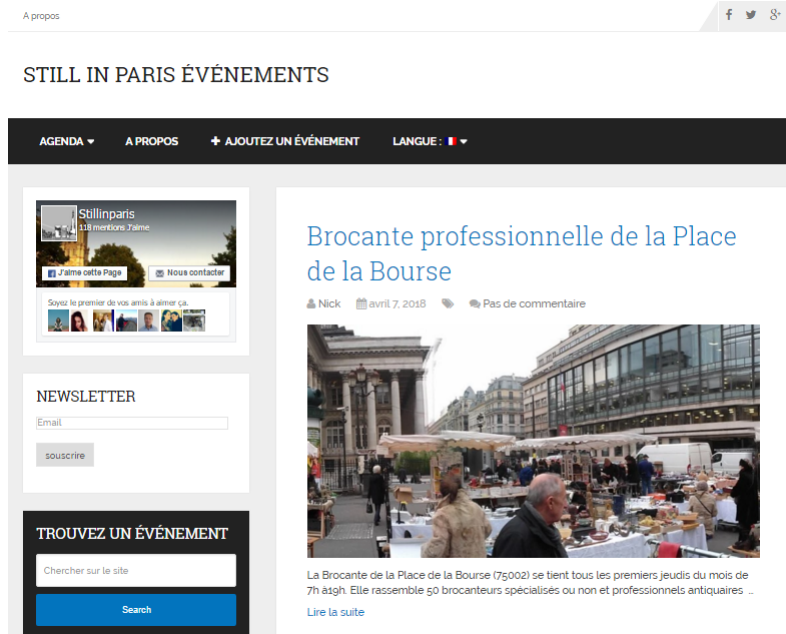 A propos
STILL IN PARIS ÉVÉNEMENTS
AGENDA
A PROPOS
+ AJOUTEZ UN ÉVÉNEMENT
LANGUE :
Stillinparis
118 mentions J'aime
J'aime cette Page
Nous contacter
Soyez le premier de vos amis à aimer ça.
NEWSLETTER
Email
souscrire
TROUVEZ UN ÉVÉNEMENT
Chercher sur le site
Search
Brocante professionnelle de la Place
de la Bourse
Nick avril 7, 2018 Pas de commentaire
La Brocante de la Place de la Bourse (75002) se tient tous les premiers jeudis du mois de
7h à19h. Elle rassemble 50 brocanteurs spécialisés ou non et professionnels antiquaires ...
Lire la suite